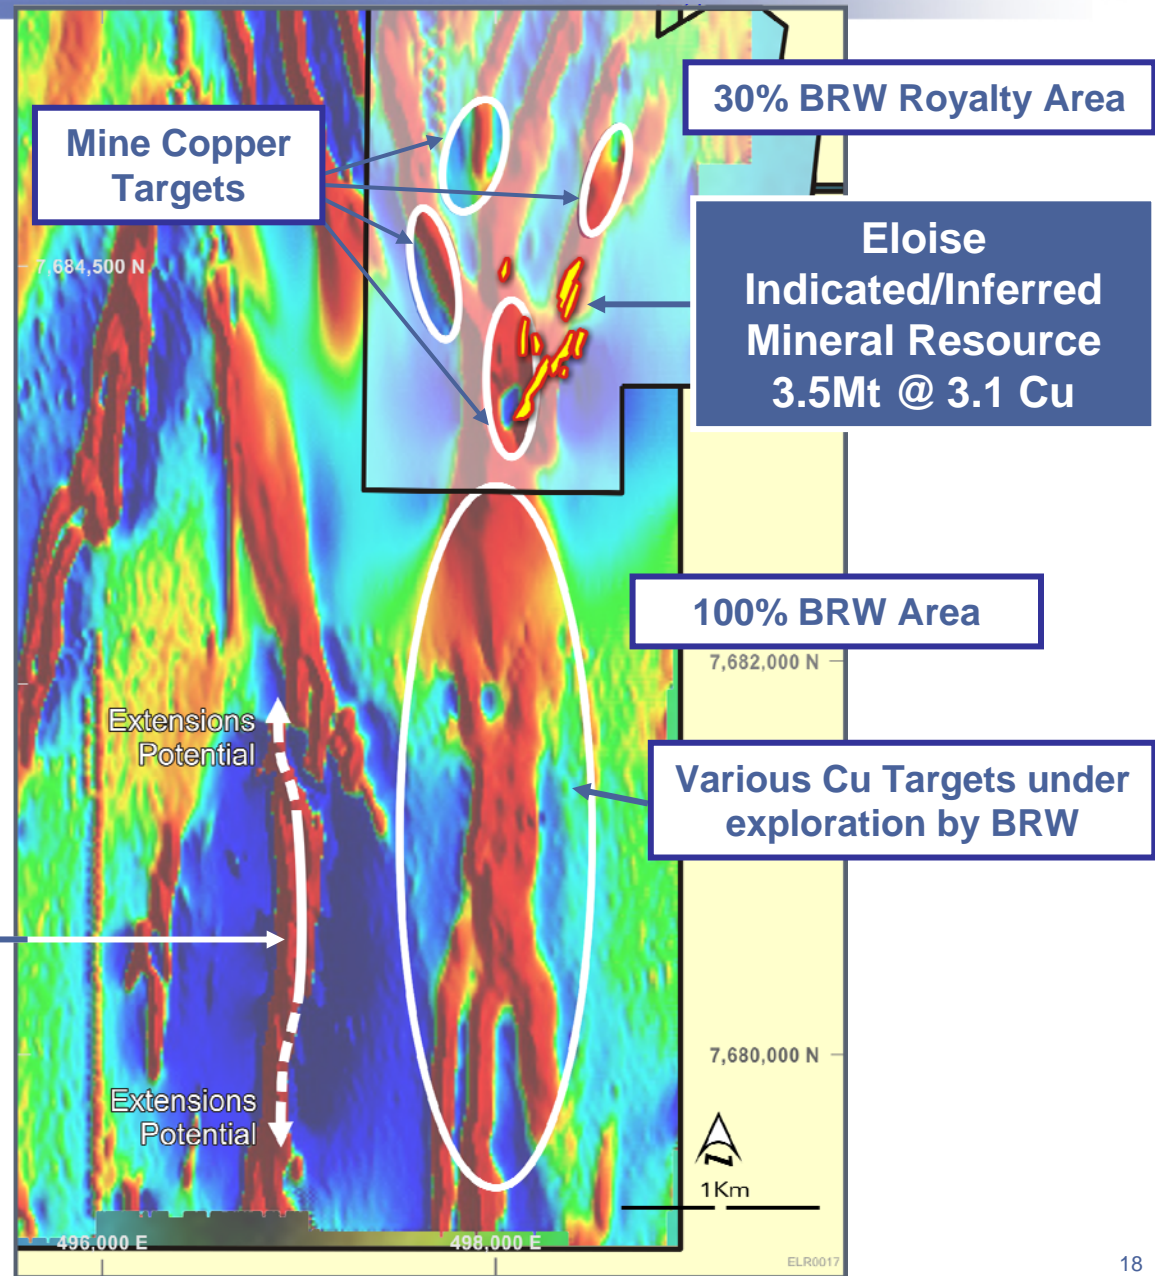 30% BRW Royalty Area
Mine Copper
Targets
Eloise
Indicated/Inferred
Mineral Resource
3.5Mt @ 3.1 Cu
7,684,500 N
100% BRW Area
7,682,000 N
Extensions
Potential
Various Cu Targets under
exploration by BRW
7,680,000 N
Extensions
Potential
N
1Km
496,000 E
498,000 E
ELR0017
18